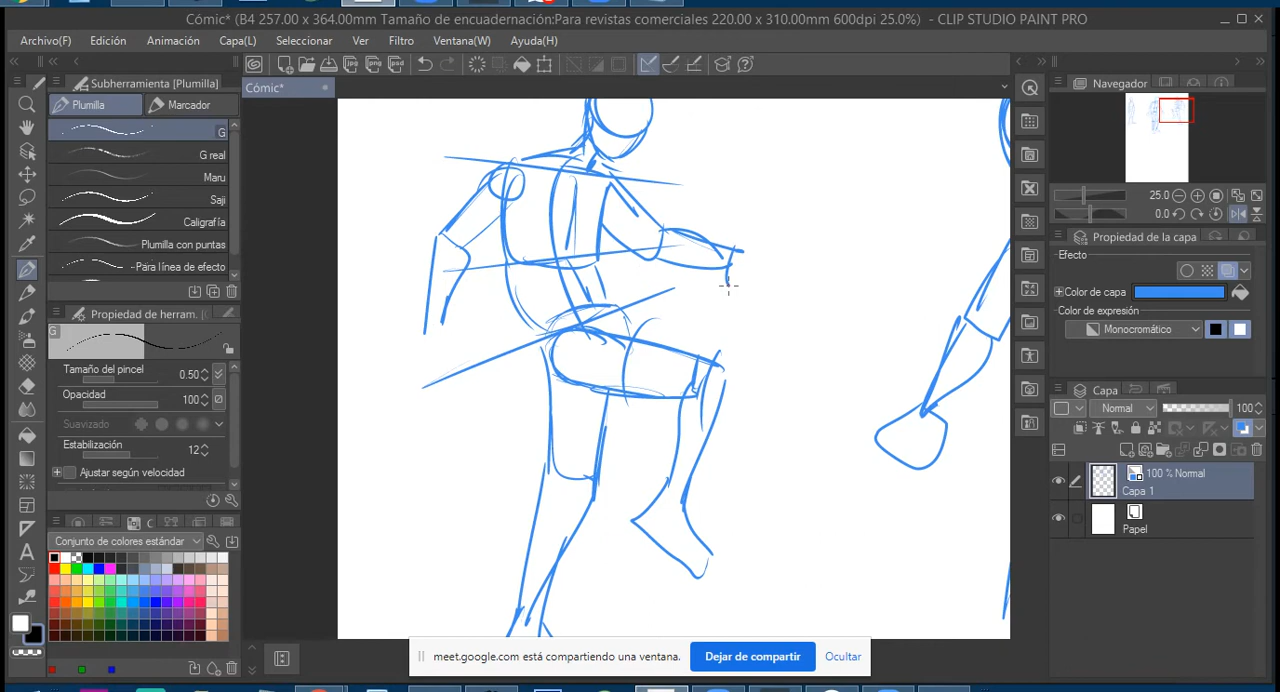 Cómic* (B4 257.00 x 364.00mm Tamaño de encuadernación:Para revistas comerciales 220.00 x 310.00mm 600dpi 25.0%) - CLIP STUDIO PAINT PRO
Archivo(F) Edición Animación Capa(L) Seleccionar Ver Filtro Ventana(W) Ayuda(H)
Subherramienta [Plumilla]
Cómic*
Navegador
Plumilla Marcador
G
G real
Maru
Saji
Caligrafía
Plumilla con puntas
Para línea de efecto
25.0
0.0
Propiedad de la capa
Efecto
Color de capa
Color de expresión
Monocromático
Propiedad de herram.
G
Tamaño del pincel 0.50
Opacidad 100
Suavizado
Estabilización 12
Ajustar según velocidad
Capa
Normal 100
100 % Normal
Capa 1
Papel
Conjunto de colores estándar
meet.google.com está compartiendo una ventana. Dejar de compartir Ocultar